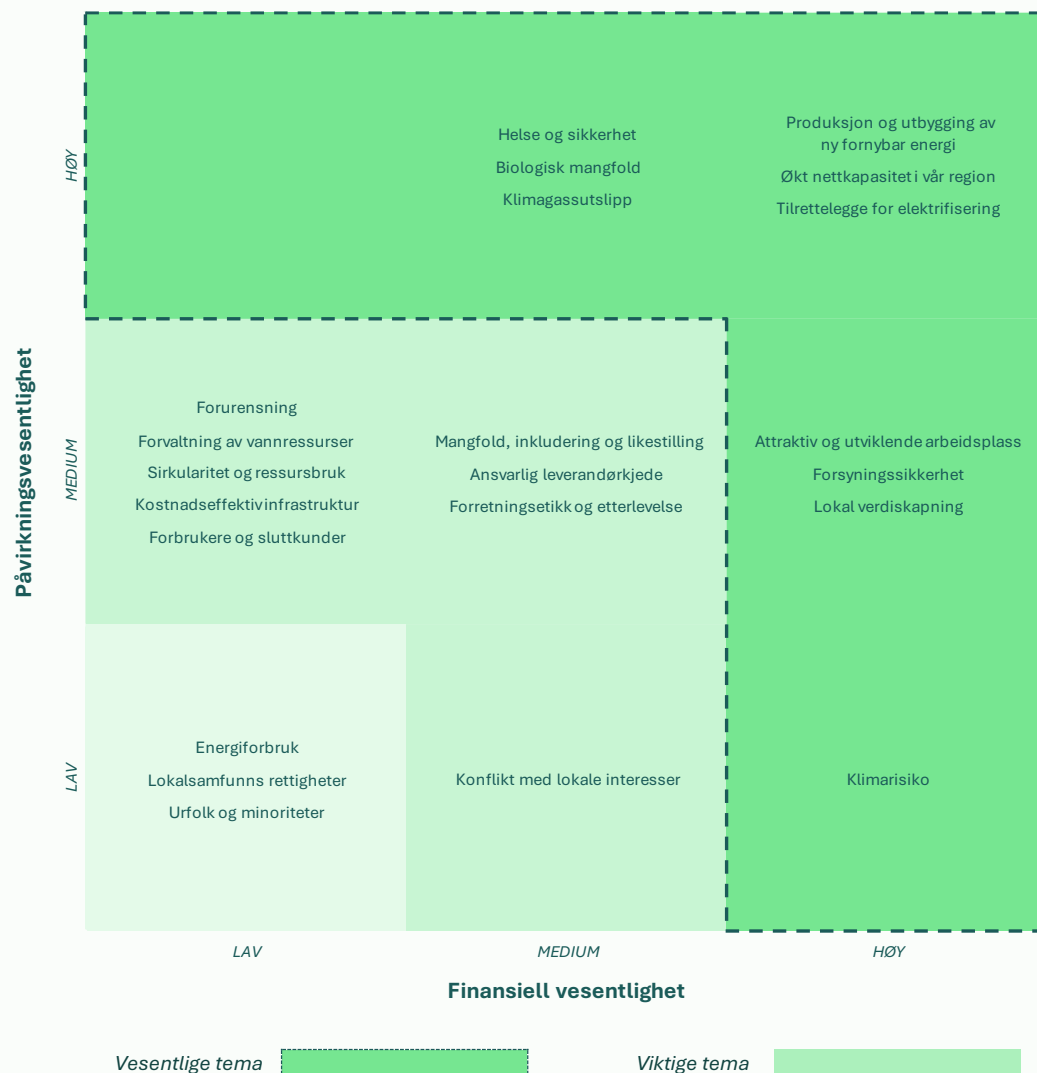 Påvirkningsvesentlighet
HØY
Helse og sikkerhet
Biologisk mangfold
Klimagassutslipp
Produksjon og utbygging av
ny fornybar energi
Økt nettkapasitet i vår region
Tilrettelegge for elektrifisering
MEDIUM
Forurensning
Forvaltning av vannressurser
Sirkularitet og ressursbruk
Kostnadseffektiv infrastruktur
Forbrukere og sluttkunder
Mangfold, inkludering og likestilling
Ansvarlig leverandørkjede
Forretningsetikk og etterlevelse
Attraktiv og utviklende arbeidsplass
Forsyningssikkerhet
Lokal verdiskapning
LAV
Energiforbruk
Lokalsamfunns rettigheter
Urfolk og minoriteter
Konflikt med lokale interesser
Klimarisiko
LAV
MEDIUM
HØY
Finansiell vesentlighet
Vesentlige tema
Viktige tema